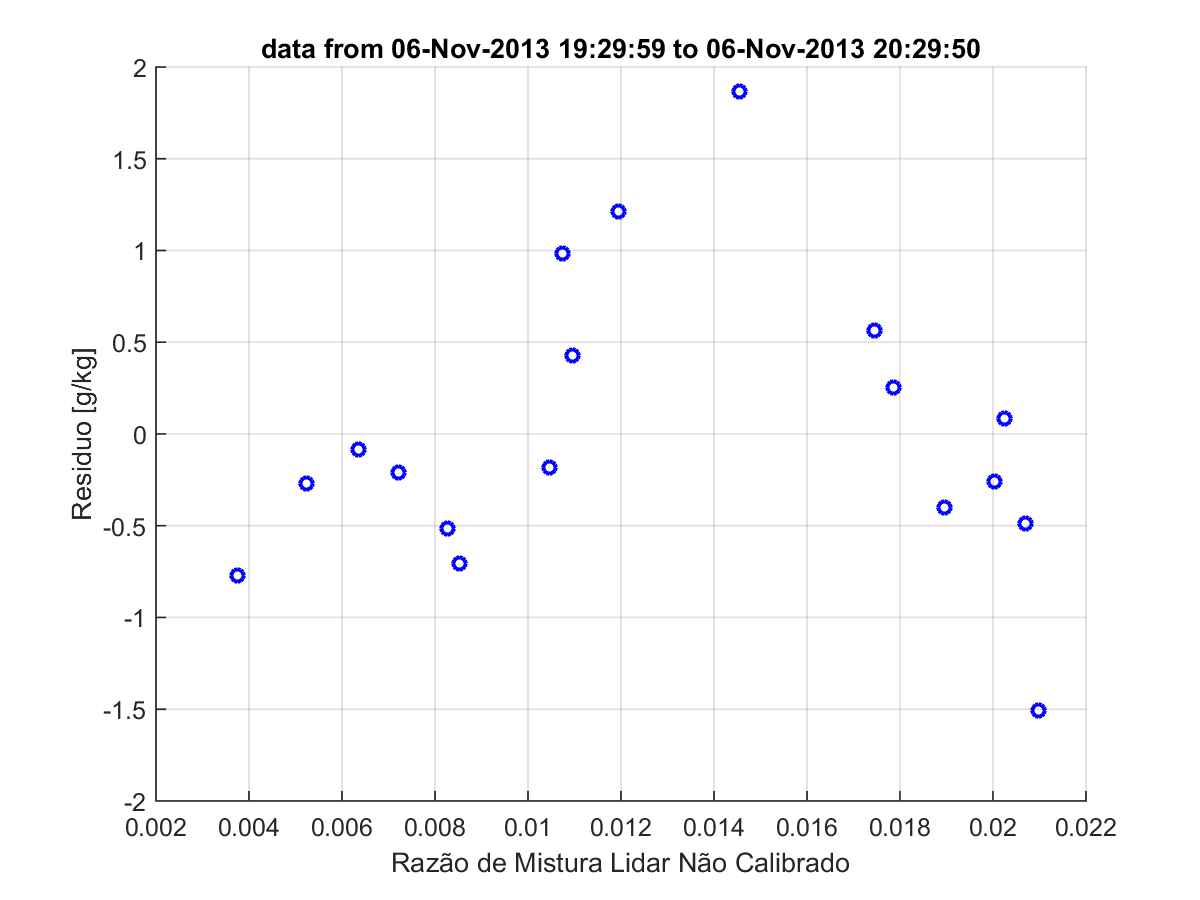 data from 06-Nov-2013 19:29:59 to 06-Nov-2013 20:29:50
2
1.5
1
0.5
0
-0.5
-1
-1.5
-2
Residuo [g/kg]
0.002 0.004 0.006 0.008 0.01 0.012 0.014 0.016 0.018 0.02 0.022
Razão de Mistura Lidar Não Calibrado